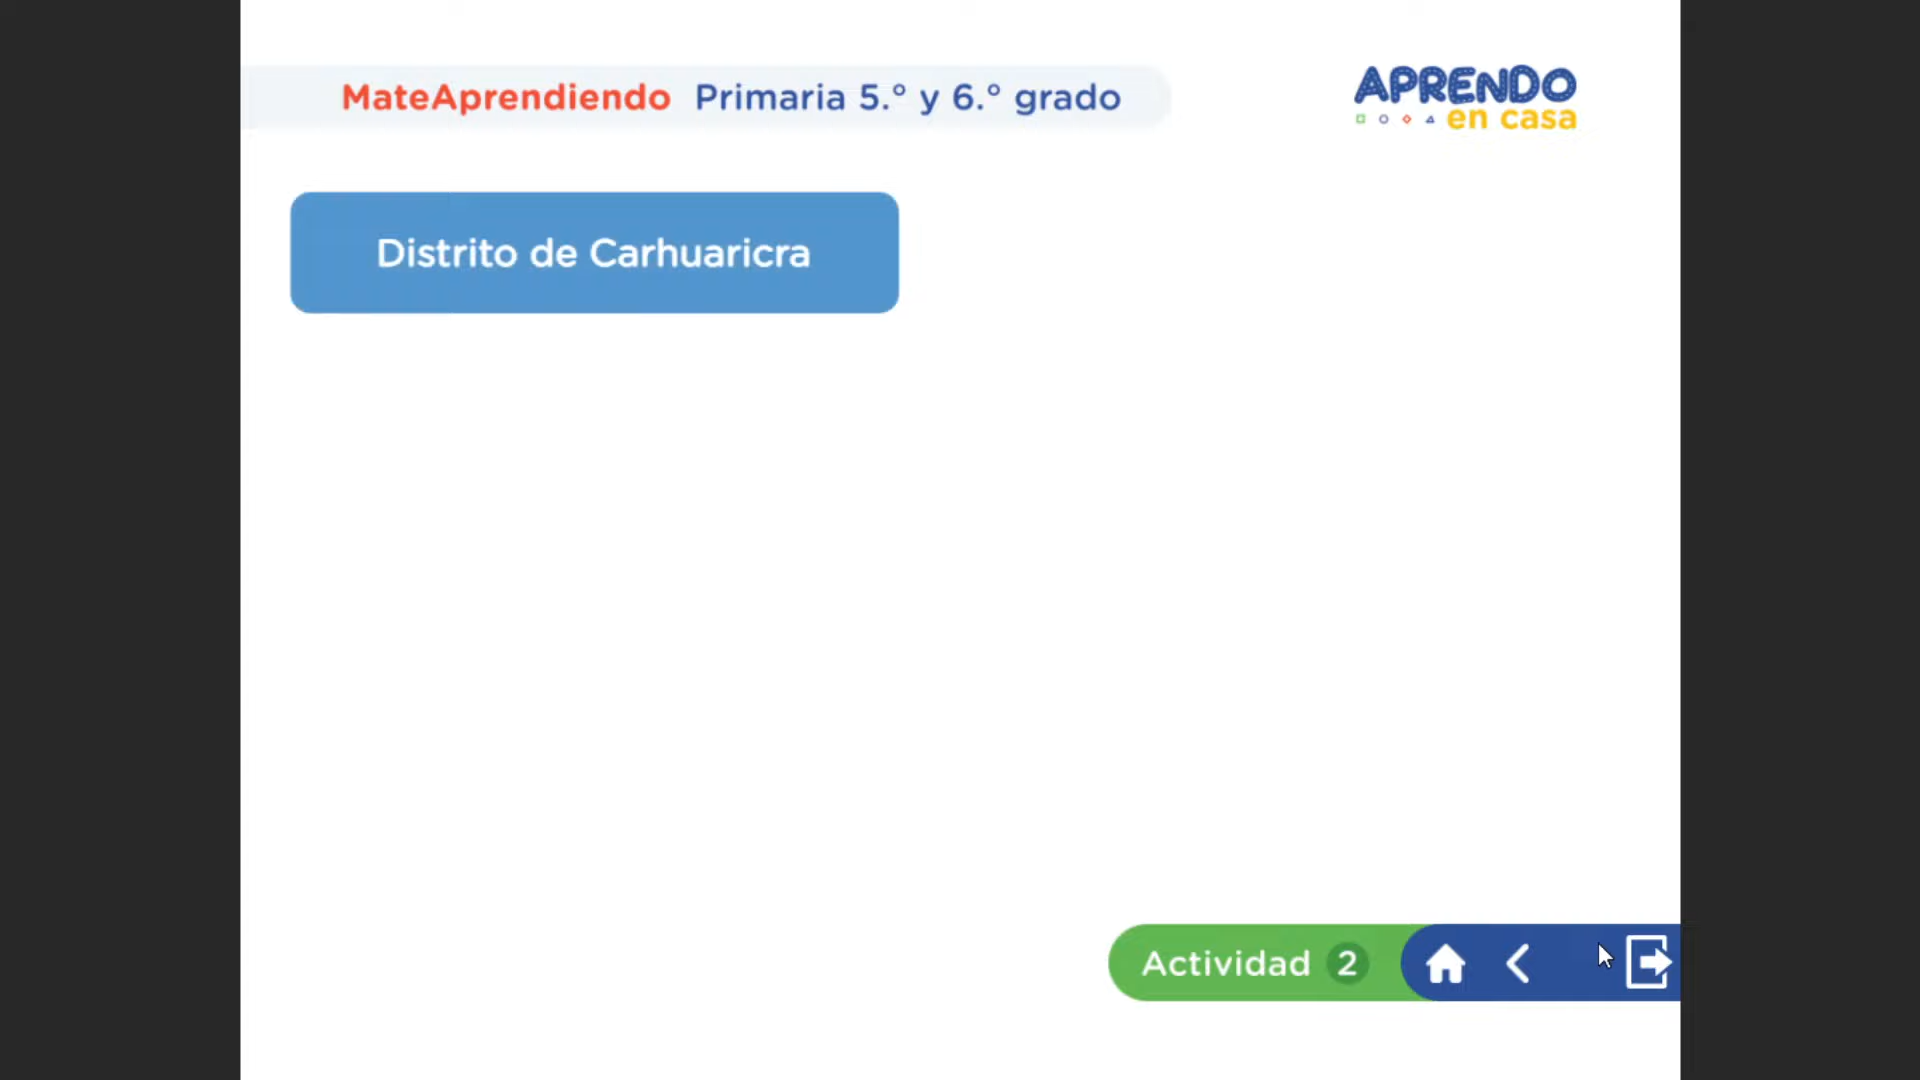 MateAprendiendo Primaria 5.° y 6.° grado
APRENDO
en casa
Distrito de Carhuaricra
Actividad 2